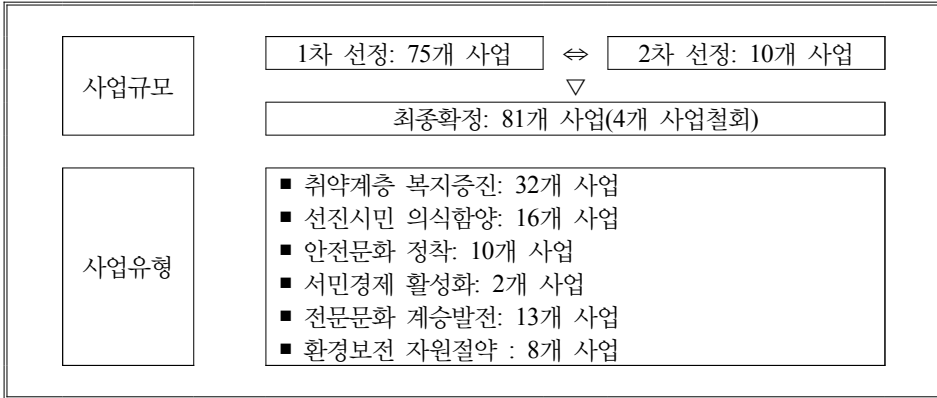 사업규모
1차 선정: 75개 사업 ⇔ 2차 선정: 10개 사업
▽
최종확정: 81개 사업(4개 사업철회)
사업유형
■ 취약계층 복지증진: 32개 사업
■ 선진시민 의식함양: 16개 사업
■ 안전문화 정착: 10개 사업
■ 서민경제 활성화: 2개 사업
■ 전문문화 계승발전: 13개 사업
■ 환경보전 자원절약 : 8개 사업